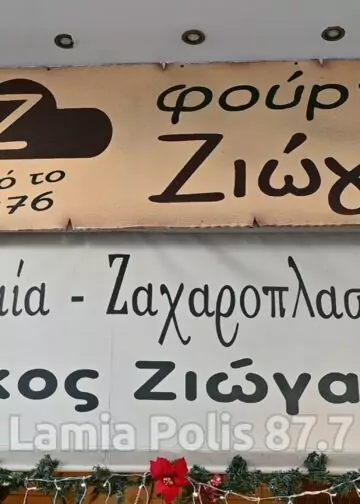 Z
φούρ
Ζιώγ
ό το
76
ία - Ζαχαροπλασ
κος Ζιώγα
Lamia Polis 87.7